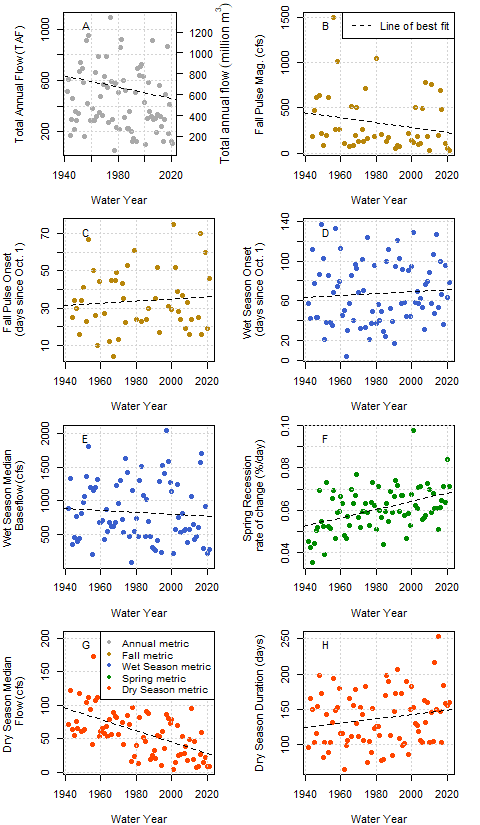 A
Total Annual Flow (TAF)
200
600
1000
200
400
600
800
1000
1200
Total annual flow (million m³)
1940
1960
1980
2000
2020
Water Year
B
Line of best fit
Fall Pulse Mag. (cfs)
0
500
1000
1500
1940
1960
1980
2000
2020
Water Year
C
Fall Pulse Onset
(days since Oct. 1)
10
30
50
70
1940
1960
1980
2000
2020
Water Year
D
Wet Season Onset
(days since Oct. 1)
0
20
60
100
140
1940
1960
1980
2000
2020
Water Year
E
Wet Season Median
Baseflow (cfs)
500
1000
1500
2000
1940
1960
1980
2000
2020
Water Year
F
Spring Recession
rate of change (%/day)
0.04
0.06
0.08
0.10
1940
1960
1980
2000
2020
Water Year
G
Annual metric
Fall metric
Wet Season metric
Spring metric
Dry Season metric
Dry Season Median
Flow (cfs)
0
50
100
150
200
1940
1960
1980
2000
2020
Water Year
H
Dry Season Duration (days)
100
150
200
250
1940
1960
1980
2000
2020
Water Year